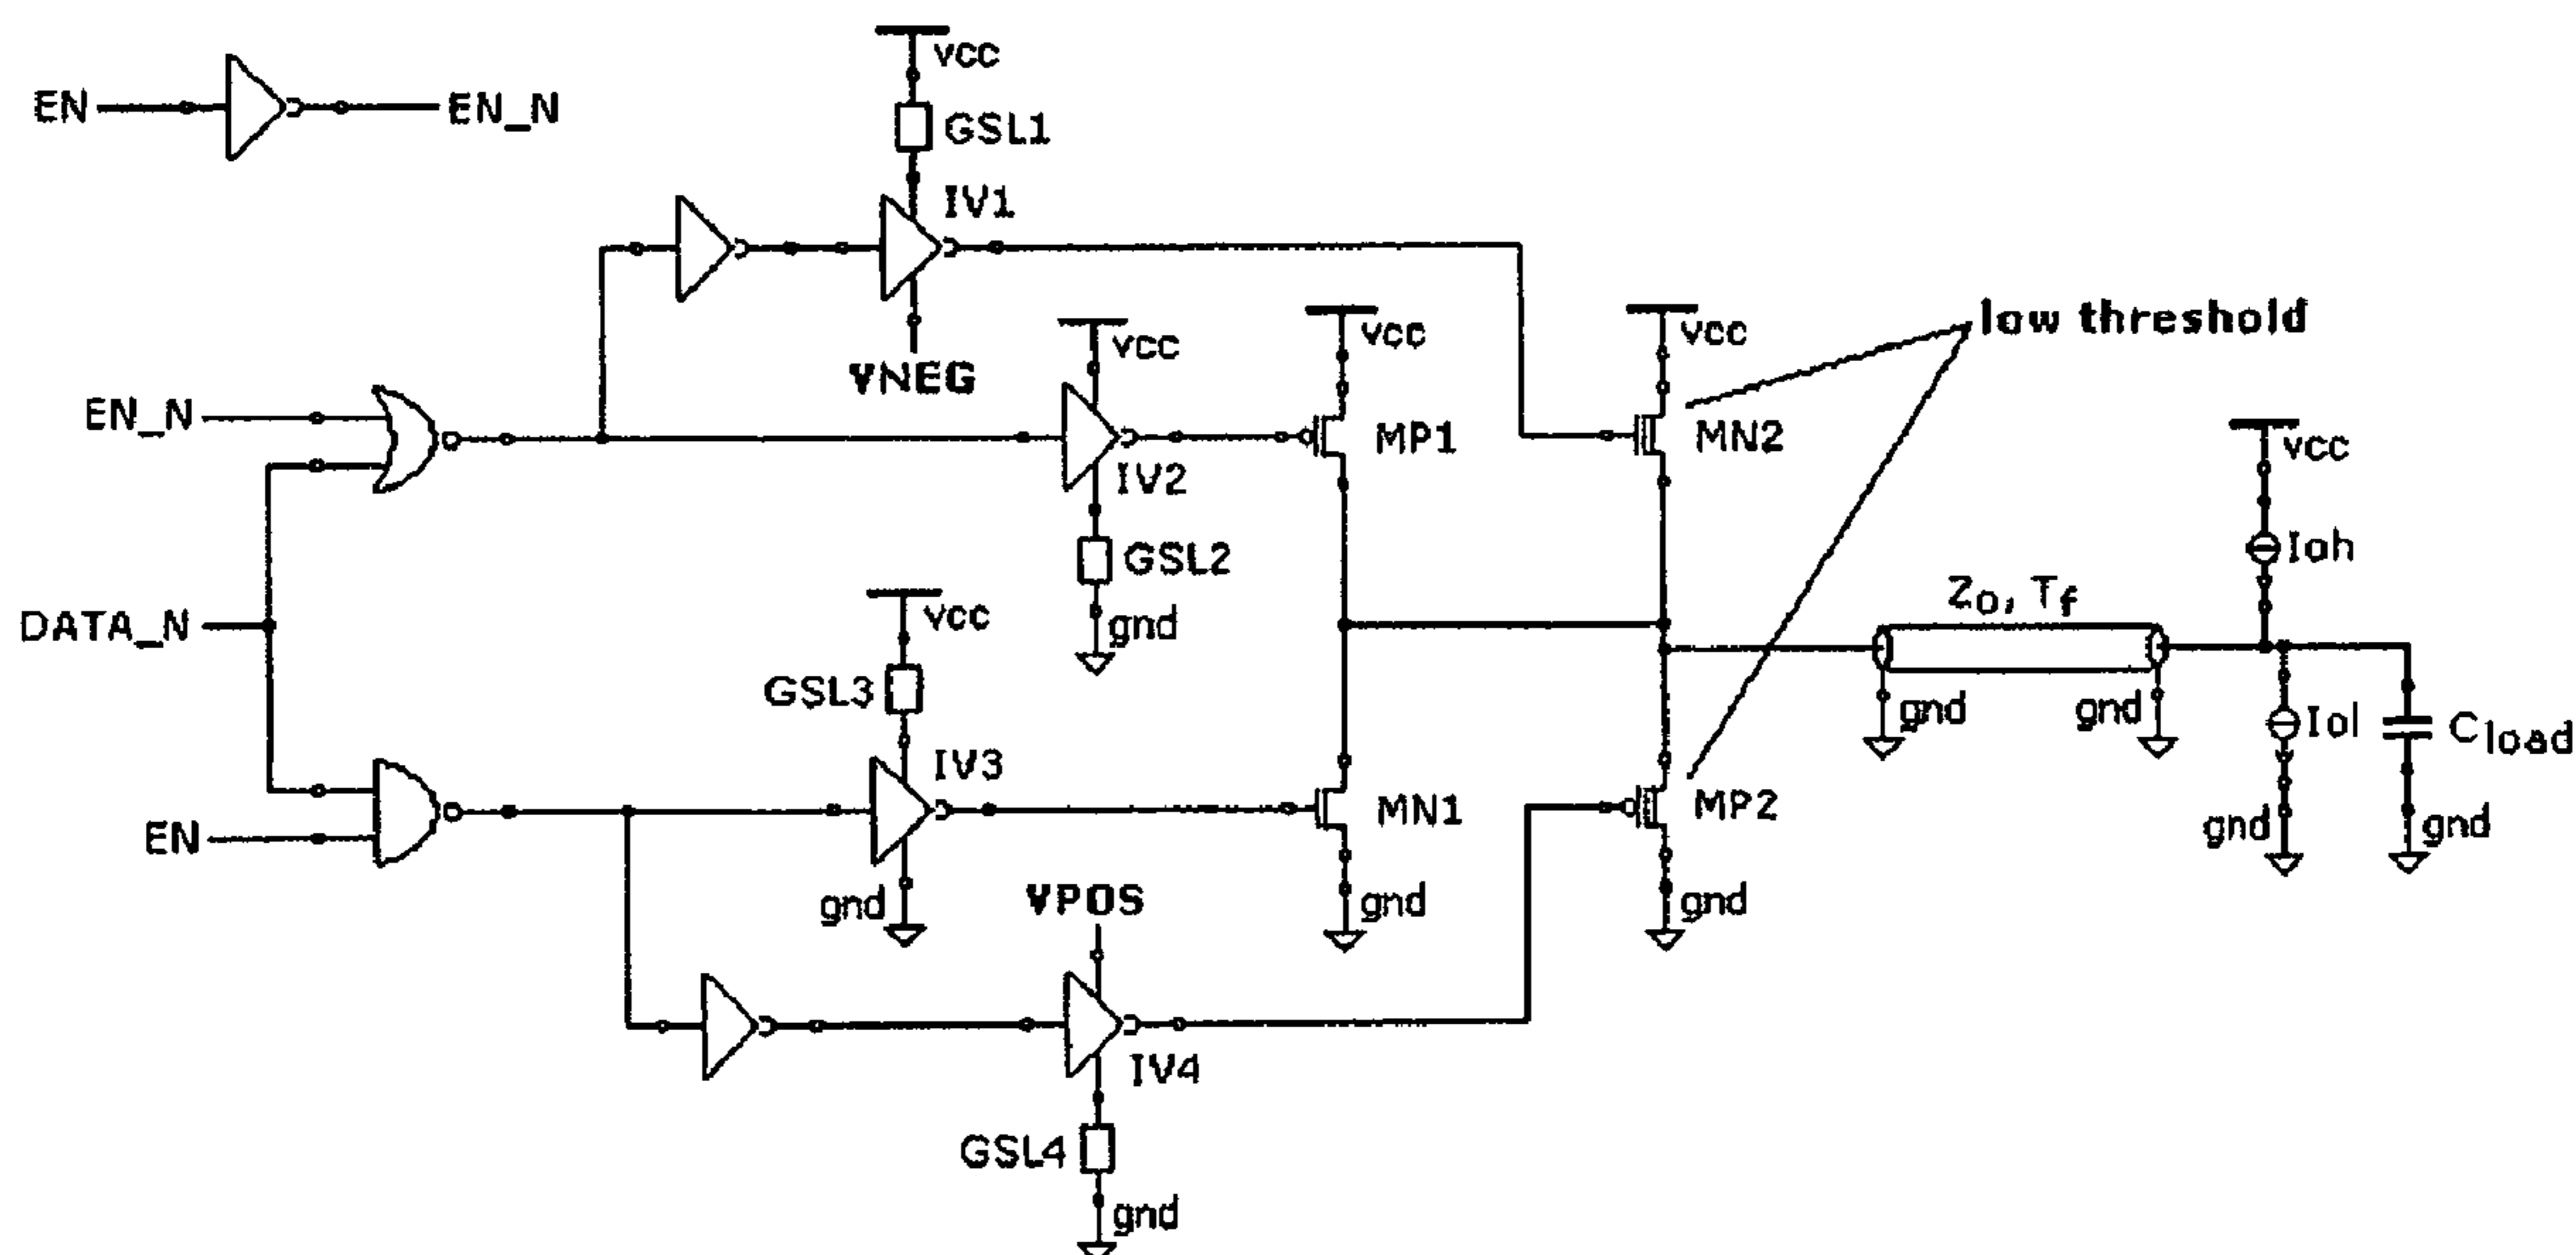 vcc
EN
EN_N
GSL1
IV1
VNEG
vcc
vcc
vcc
low threshold
EN_N
MP1
MN2
IV2
vcc
GSL2
Ioh
gnd
DATA_N
vcc
Zo, Tf
GSL3
gnd
gnd
Iol
Cload
IV3
MN1
MP2
EN
gnd
gnd
gnd
VPOS
gnd
gnd
IV4
GSL4
gnd